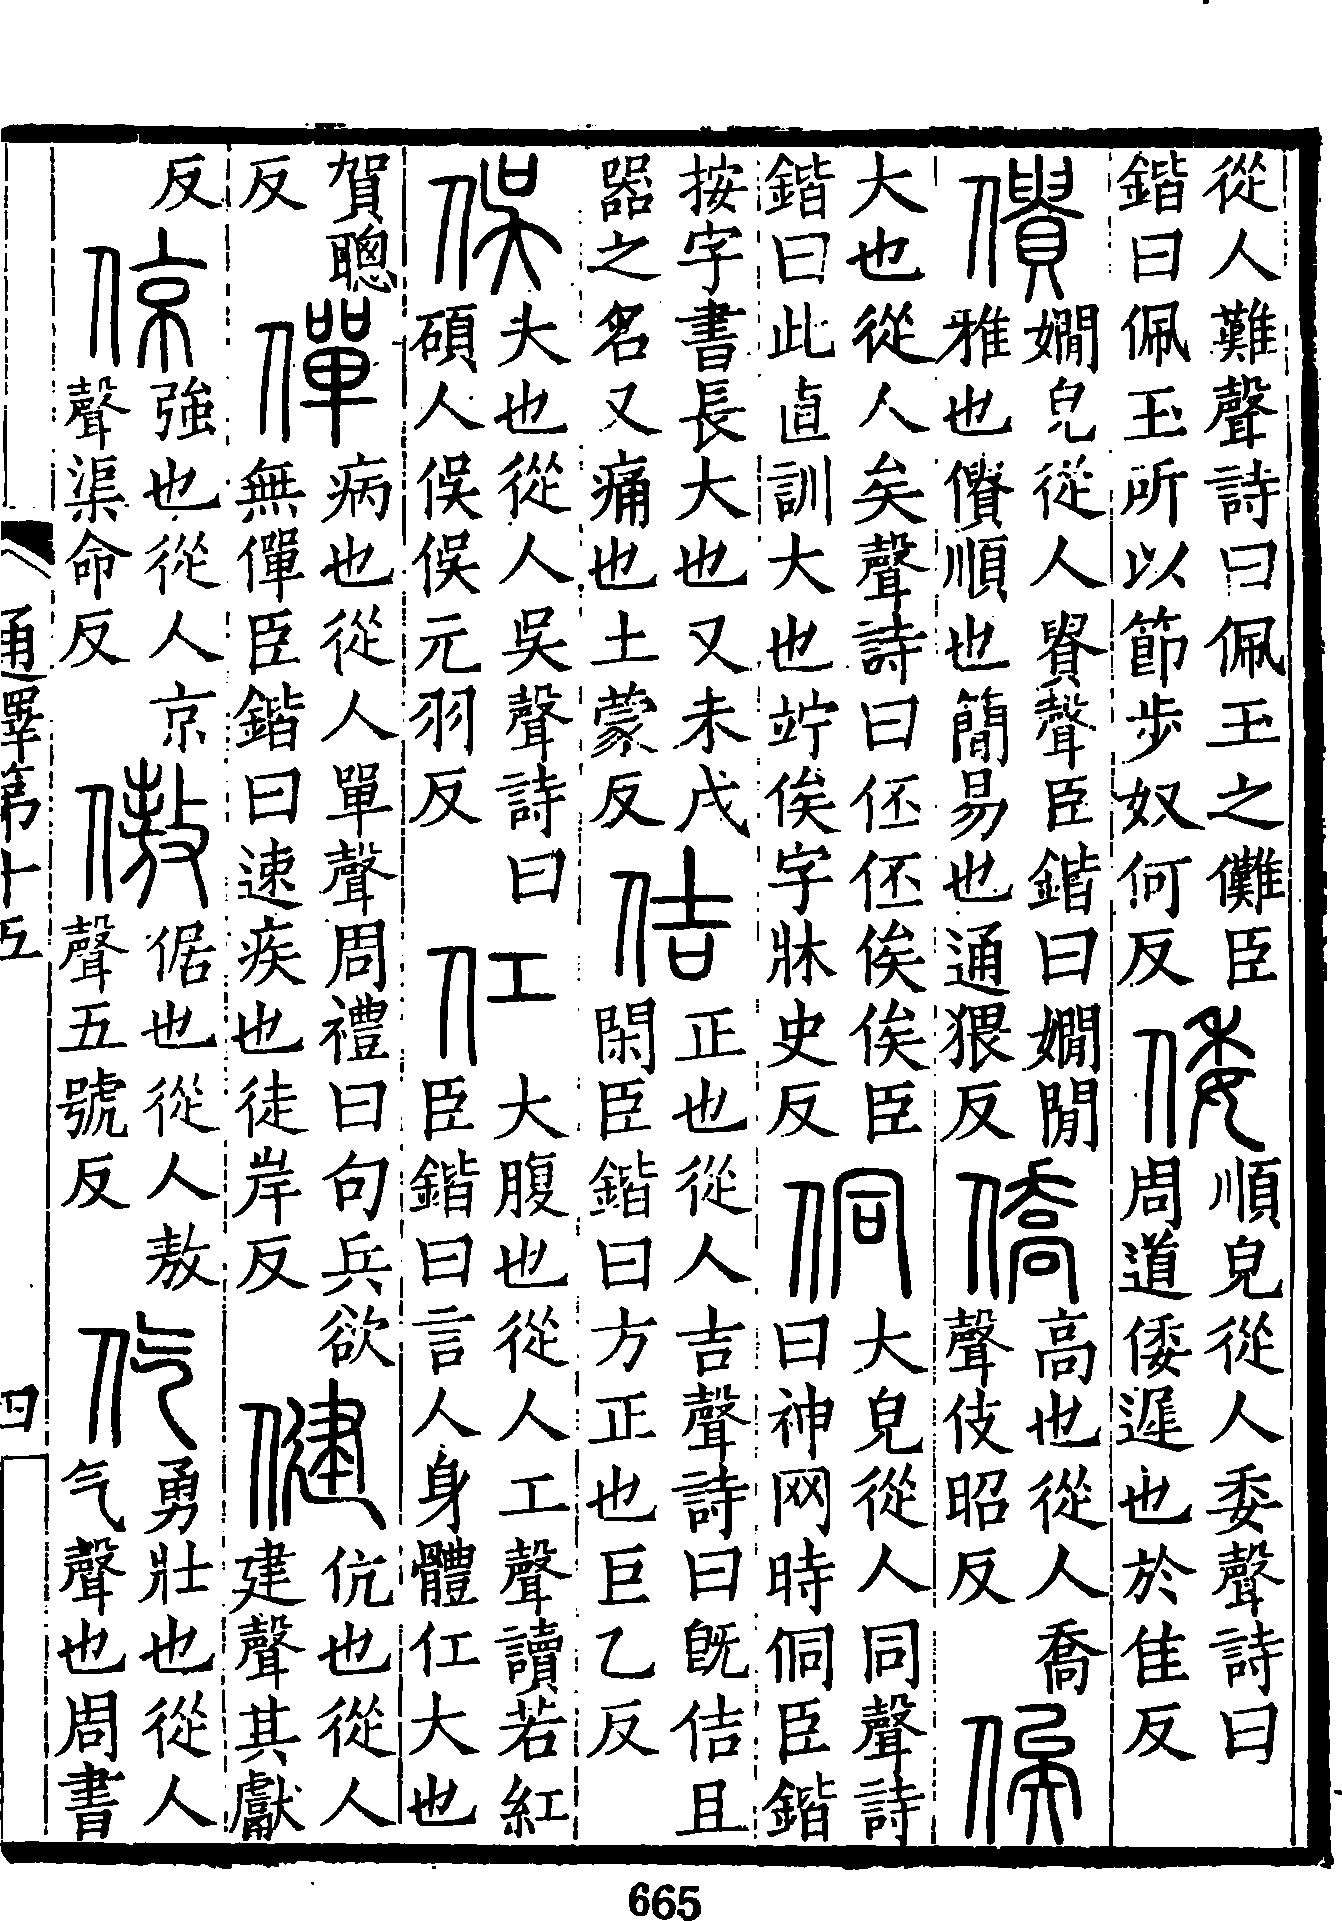 從人難聲詩曰佩玉之儺臣
鍇曰佩玉所以節步奴何反
倭
順皃從人委聲詩曰
周道倭遲也於隹反
僓
嫺皃從人貴聲臣鍇曰嫺閒
雅也僓順也簡易也通猥反
僑
高也從人喬
聲伎昭反
俟
大也從人矣聲詩曰伾伾俟俟臣
鍇曰此直訓大也竚俟字牀史反
侗
大皃從人同聲詩
曰神网時侗臣鍇
按字書長大也又未成
器之名又痛也土蒙反
佶
正也從人吉聲詩曰旣佶且
閑臣鍇曰方正也巨乙反
俁
大也從人吳聲詩曰
碩人俁俁元羽反
仜
大腹也從人工聲讀若紅
臣鍇曰言人身體仜大也
賀聰
反
僤
病也從人單聲周禮曰句兵欲
無僤臣鍇曰速疾也徒岸反
健
伉也從人
建聲其獻
反
倞
強也從人京
聲渠命反
傲
倨也從人敖
聲五號反
仡
勇壯也從人
气聲也周書
通釋第十五
四
665